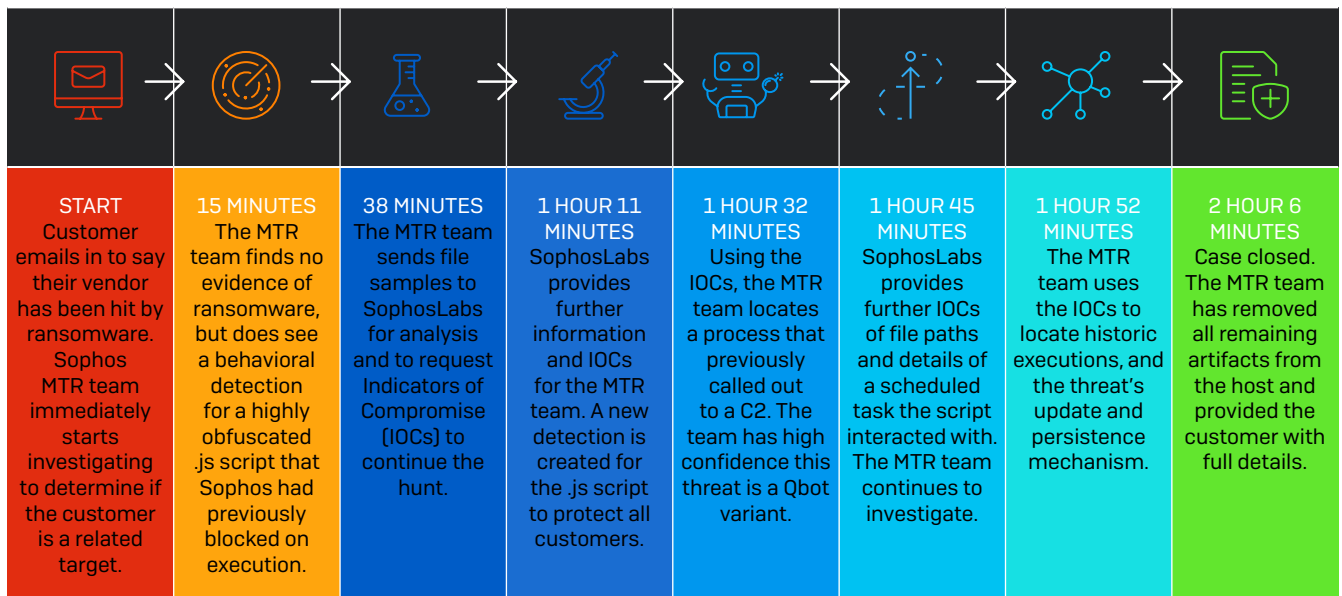 START
Customer
emails in to say
their vendor
has been hit by
ransomware.
Sophos
MTR team
immediately
starts
investigating
to determine if
the customer
is a related
target.
15 MINUTES
The MTR
team finds no
evidence of
ransomware,
but does see
a behavioral
detection
for a highly
obfuscated
.js script that
Sophos had
previously
blocked on
execution.
38 MINUTES
The MTR team
sends file
samples to
SophosLabs
for analysis
and to request
Indicators of
Compromise
(IOCs) to
continue the
hunt.
1 HOUR 11
MINUTES
SophosLabs
provides
further
information
and IOCs
for the MTR
team. A new
detection is
created for
the .js script
to protect all
customers.
1 HOUR 32
MINUTES
Using the
IOCs, the MTR
team locates
a process that
previously
called out
to a C2. The
team has high
confidence this
threat is a Qbot
variant.
1 HOUR 45
MINUTES
SophosLabs
provides
further IOCs
of file paths
and details of
a scheduled
task the script
interacted with.
The MTR team
continues to
investigate.
1 HOUR 52
MINUTES
The MTR
team uses
the IOCs to
locate historic
executions, and
the threat's
update and
persistence
mechanism.
2 HOUR 6
MINUTES
Case closed.
The MTR team
has removed
all remaining
artifacts from
the host and
provided the
customer with
full details.